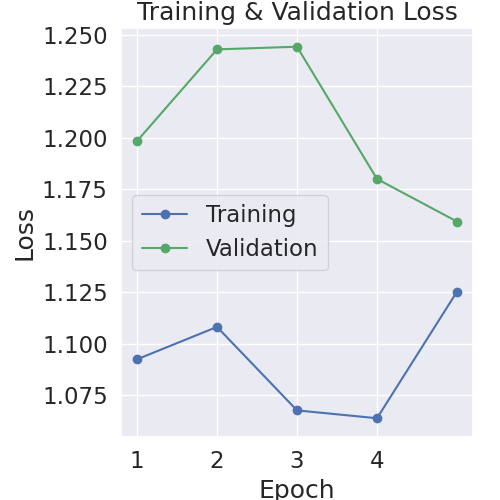 Training & Validation Loss
1.250
1.225
1.200
1.175
1.150
1.125
1.100
1.075
Loss
Training
Validation
1 2 3 4
Epoch